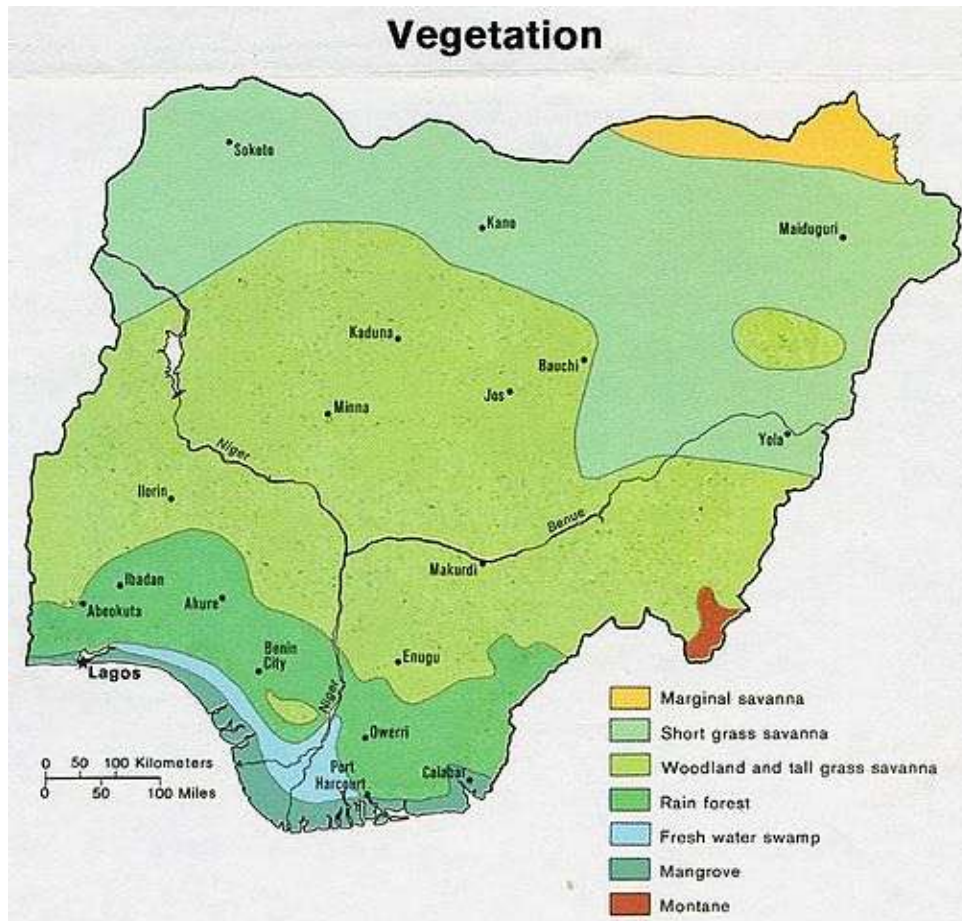 Vegetation
Sokoto
Kano
Maiduguri
Kaduna
Bauchi
Jos
Minna
Yola
Niger
Ilorin
Benue
Makurdi
Ibadan
Abeokuta
Akure
Benin
City
Enugu
Lagos
Niger
Owerri
Port
Harcourt
Calabar
0 50 100 Kilometers
0 50 100 Miles
Marginal savanna
Short grass savanna
Woodland and tall grass savanna
Rain forest
Fresh water swamp
Mangrove
Montane